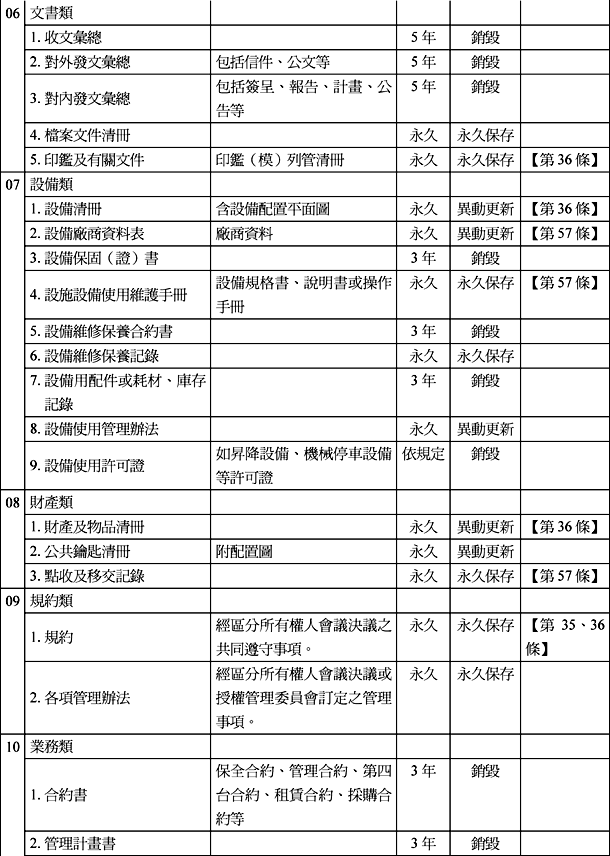 06 文書類
1. 收文彙總 5 年 銷毀
2. 對外發文彙總 包括信件、公文等 5 年 銷毀
3. 對內發文彙總 包括簽呈、報告、計畫、公 5 年 銷毀
告等
4. 檔案文件清冊 永久 永久保存
5. 印鑑及有關文件 印鑑（模）列管清冊 永久 永久保存 【第 36 條】
07 設備類
1. 設備清冊 含設備配置平面圖 永久 異動更新 【第 36 條】
2. 設備廠商資料表 廠商資料 永久 異動更新 【第 57 條】
3. 設備保固（證）書 3 年 銷毀
4. 設施設備使用維護手冊 設備規格書、說明書或操作 永久 永久保存 【第 57 條】
手冊
5. 設備維修保養合約書 3 年 銷毀
6. 設備維修保養記錄 永久 永久保存
7. 設備用配件或耗材、庫存 3 年 銷毀
記錄
8. 設備使用管理辦法 永久 異動更新
9. 設備使用許可證 如昇降設備、機械停車設備 依規定 銷毀
等許可證
08 財產類
1. 財產及物品清冊 永久 異動更新 【第 36 條】
2. 公共鑰匙清冊 附配置圖 永久 異動更新
3. 點收及移交記錄 永久 永久保存 【第 57 條】
09 規約類
1. 規約 經區分所有權人會議決議之 永久 永久保存 【第 35、36
共同遵守事項。 條】
2. 各項管理辦法 經區分所有權人會議決議或 永久 永久保存
授權管理委員會訂定之管理
事項。
10 業務類
1. 合約書 保全合約、管理合約、第四 3 年 銷毀
台合約、租賃合約、採購合
約等
2. 管理計畫書 3 年 銷毀